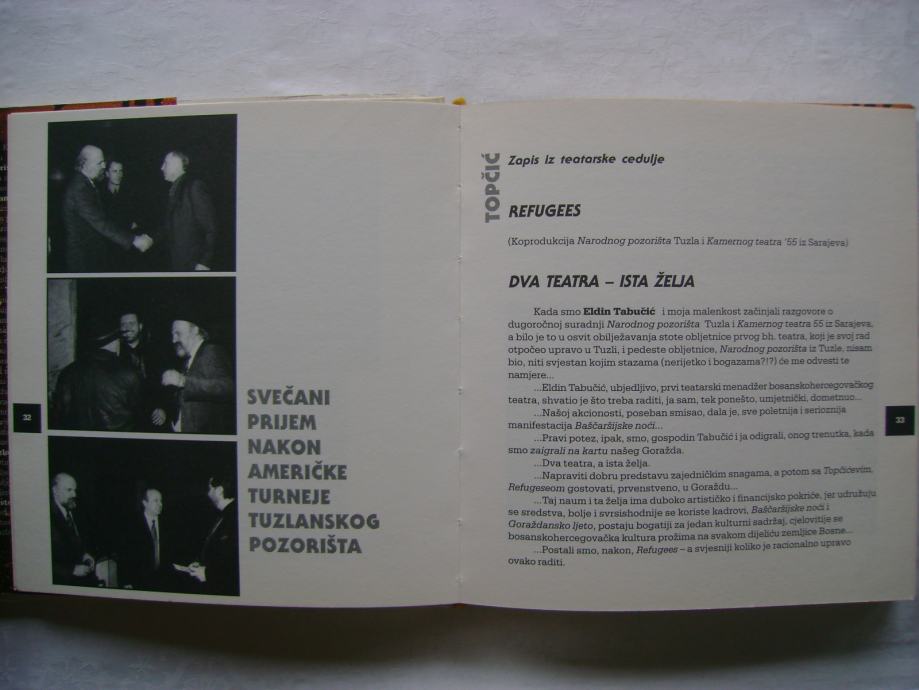 32
SVEČANI
PRIJEM
NAKON
AMERIČKE
TURNEJE
TUZLANSKOG
POZORIŠTA
TOPČIĆ
Zapis iz teatarske cedulje
REFUGEES
(Koprodukcija Narodnog pozorišta Tuzla i Kamernog teatra '55 iz Sarajeva)
DVA TEATRA – ISTA ŽELJA
Kada smo Eldin Tabučić i moja malenkost začinjali razgovore o
dugoročnoj suradnji Narodnog pozorišta Tuzla i Kamernog teatra 55 iz Sarajeva,
a bilo je to u osvit obilježavanja stote obljetnice prvog bh. teatra, koji je svoj rad
otpočeo upravo u Tuzli, i pedeste obljetnice, Narodnog pozorišta iz Tuzle, nisam
bio, niti svjestan kojim stazama (nerijetko i bogazama?!?) će me odvesti te
namjere...
...Eldin Tabučić, ubjedljivo, prvi teatarski menadžer bosanskohercegovačkog
teatra, shvatio je što treba raditi, ja sam, tek ponešto, umjetnički, dometnuo...
...Našoj akcionosti, poseban smisao, dala je, sve poletnija i serioznija
manifestacija Baščaršijske noći...
...Pravi potez, ipak, smo, gospodin Tabučić i ja odigrali, onog trenutka, kada
smo zaigrali na kartu našeg Goražda.
...Dva teatra, a ista želja.
...Napraviti dobru predstavu zajedničkim snagama, a potom sa Topčićevim,
Refugeseom gostovati, prvenstveno, u Goraždu...
...Taj naum i ta želja ima duboko artističko i financijsko pokriće, jer udružuju
se sredstva, bolje i svrsishodnije se koriste kadrovi, Baščaršijske noći i
Goraždansko ljeto, postaju bogatiji za jedan kulturni sadržaj, cjelovitije se
bosanskohercegovačka kultura prožima na svakom djeliću zemljice Bosne...
...Postali smo, nakon, Refugees – a svjesniji koliko je racionalno upravo
ovako raditi.
33